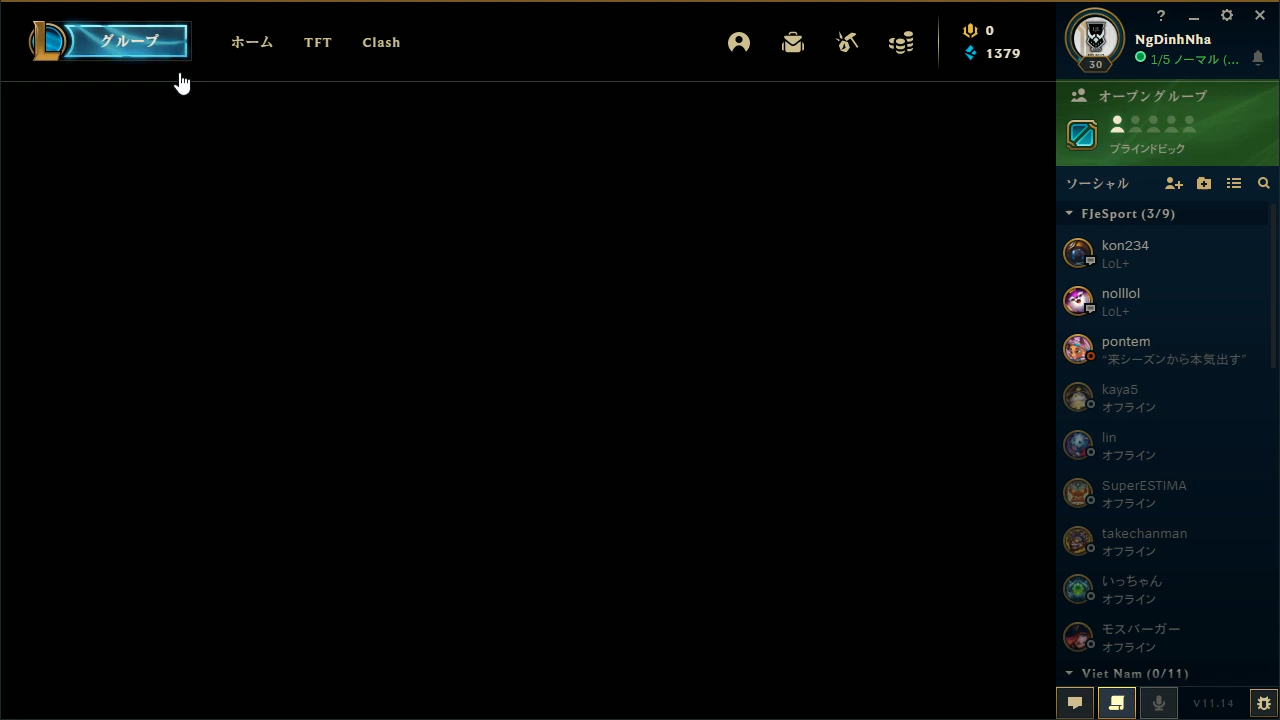 グループ
ホーム
TFT
Clash
0
1379
?
NgDinhNha
30
1/5 ノーマル (...
オープングループ
ブラインドピック
ソーシャル
FJeSport (3/9)
kon234
LoL+
nolllol
LoL+
pontem
“来シーズンから本気出す”
kaya5
オフライン
lin
オフライン
SuperESTIMA
オフライン
takechanman
オフライン
いっちゃん
オフライン
モスバーガー
オフライン
Viet Nam (0/11)
V11.14